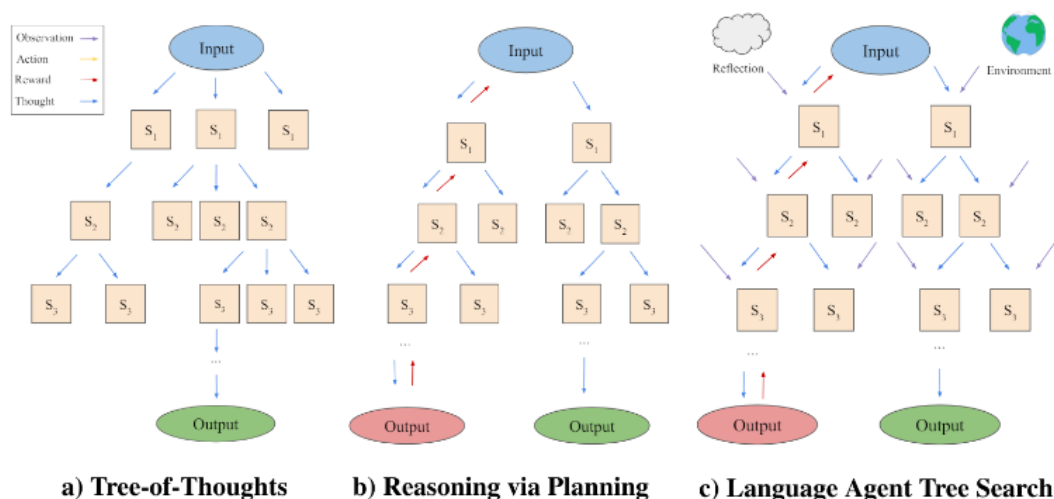 Observation
Action
Reward
Thought
Input
S1 S1 S1
S2 S2 S2 S2
S3 S3 S3 S3 S3
...
Output
a) Tree-of-Thoughts
Input
S1 S1
S2 S2 S2 S2
S3 S3 S3 S3
... ...
Output Output
b) Reasoning via Planning
Reflection
Input
Environment
S1 S1
S2 S2 S2 S2
S3 S3 S3 S3
... ...
Output Output
c) Language Agent Tree Search